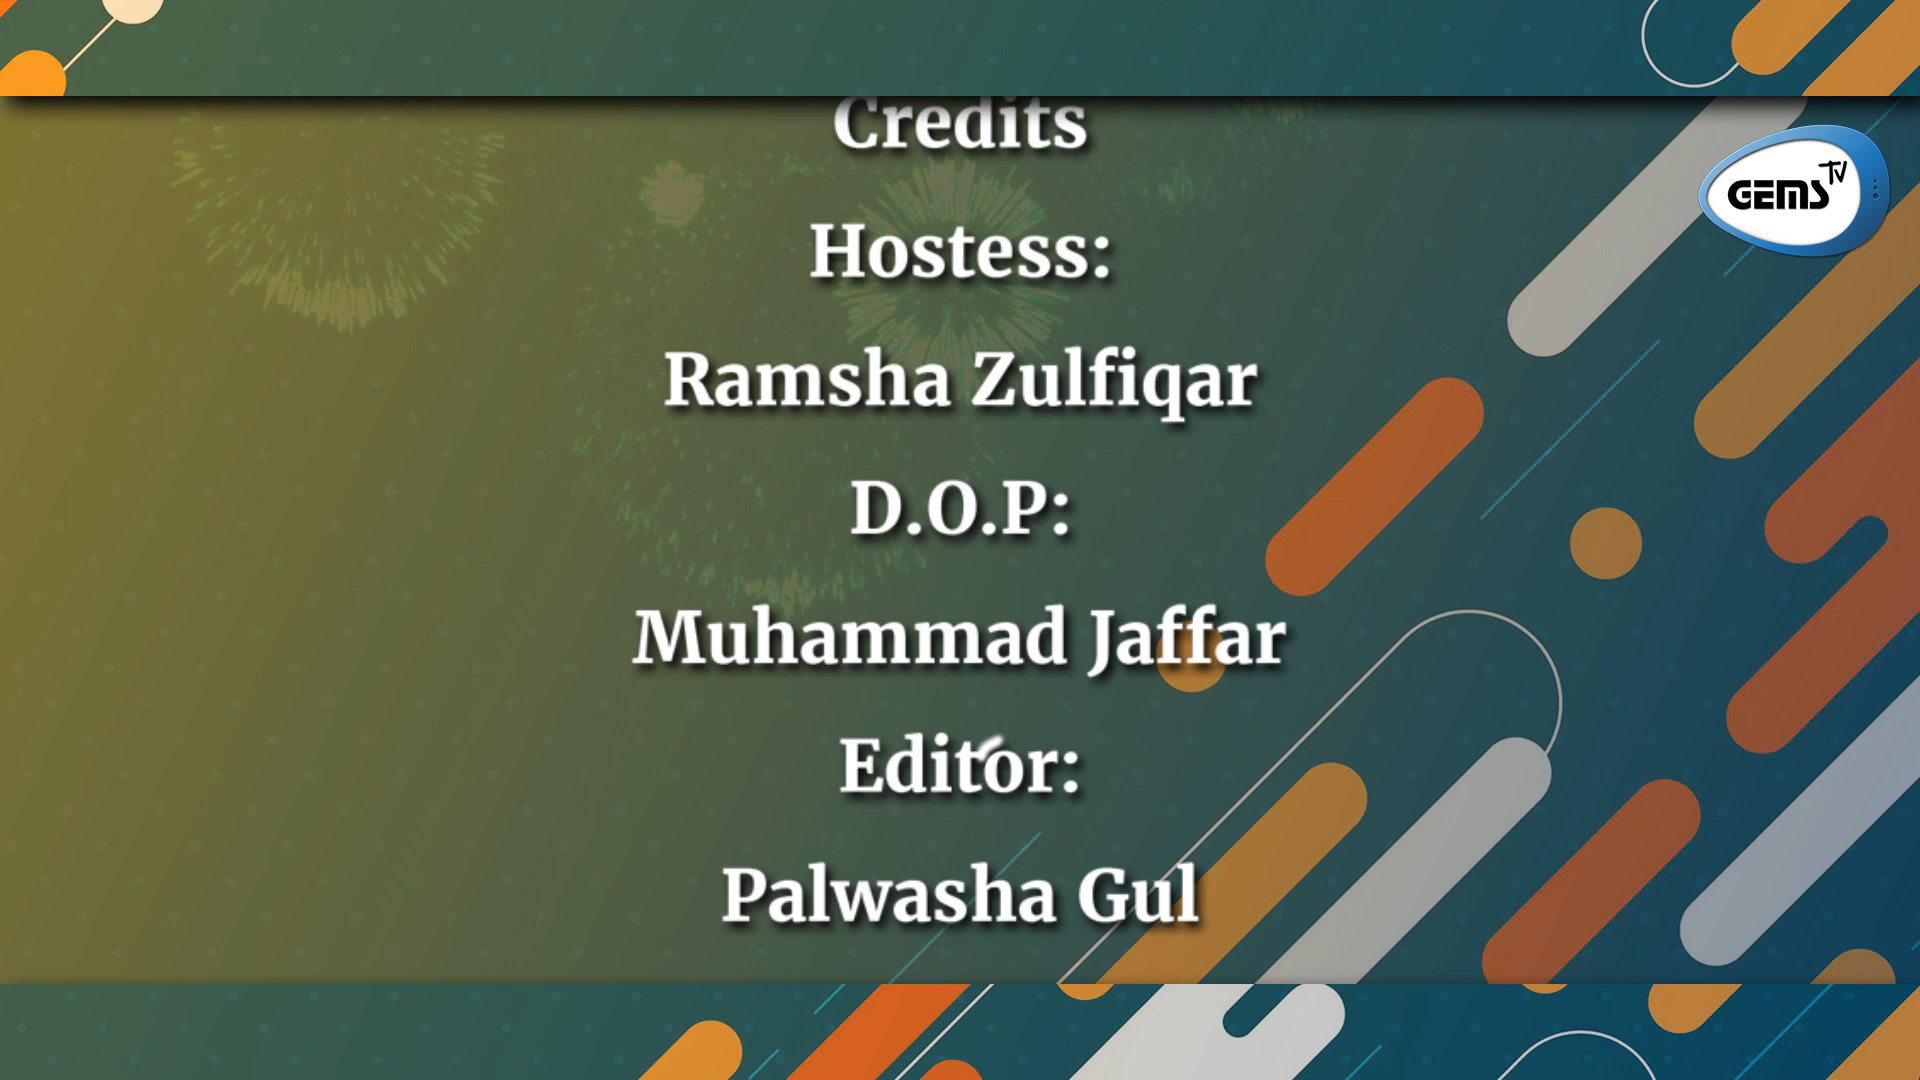 Credits
GEMS TV
Hostess:
Ramsha Zulfiqar
D.O.P:
Muhammad Jaffar
Editor:
Palwasha Gul